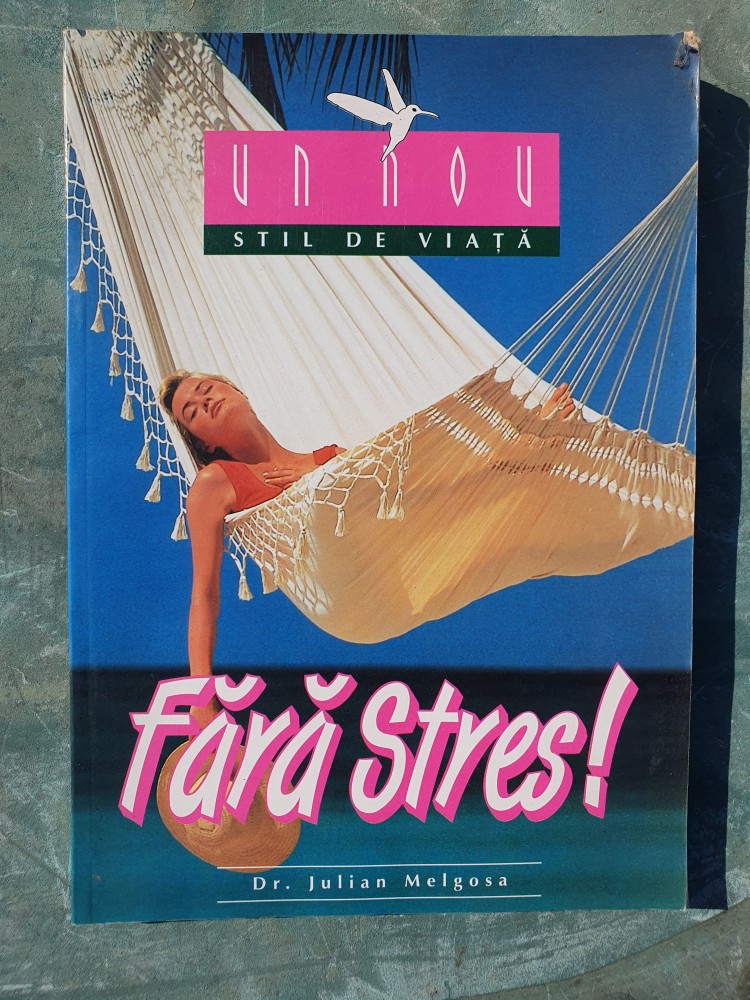 UN NOU
STIL DE VIAȚĂ
Fără Stres!
Dr. Julian Melgosa